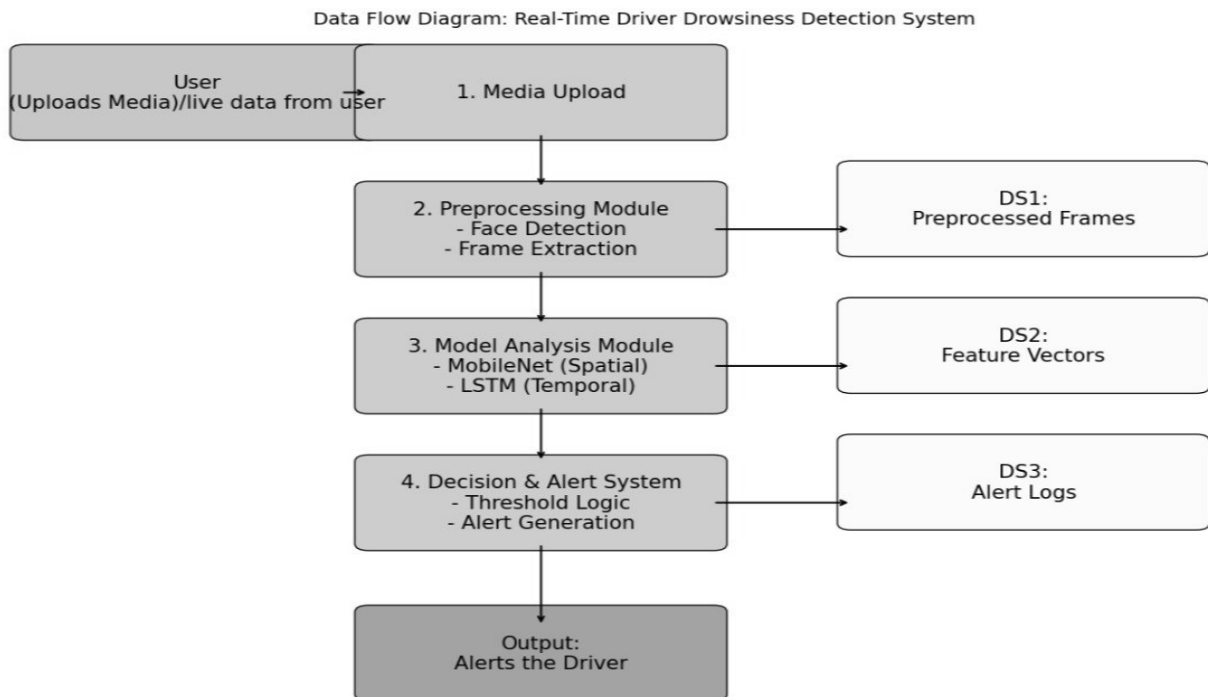 Data Flow Diagram: Real-Time Driver Drowsiness Detection System
User
(Uploads Media)/live data from user
1. Media Upload
2. Preprocessing Module
- Face Detection
- Frame Extraction
DS1:
Preprocessed Frames
3. Model Analysis Module
- MobileNet (Spatial)
- LSTM (Temporal)
DS2:
Feature Vectors
4. Decision & Alert System
- Threshold Logic
- Alert Generation
DS3:
Alert Logs
Output:
Alerts the Driver